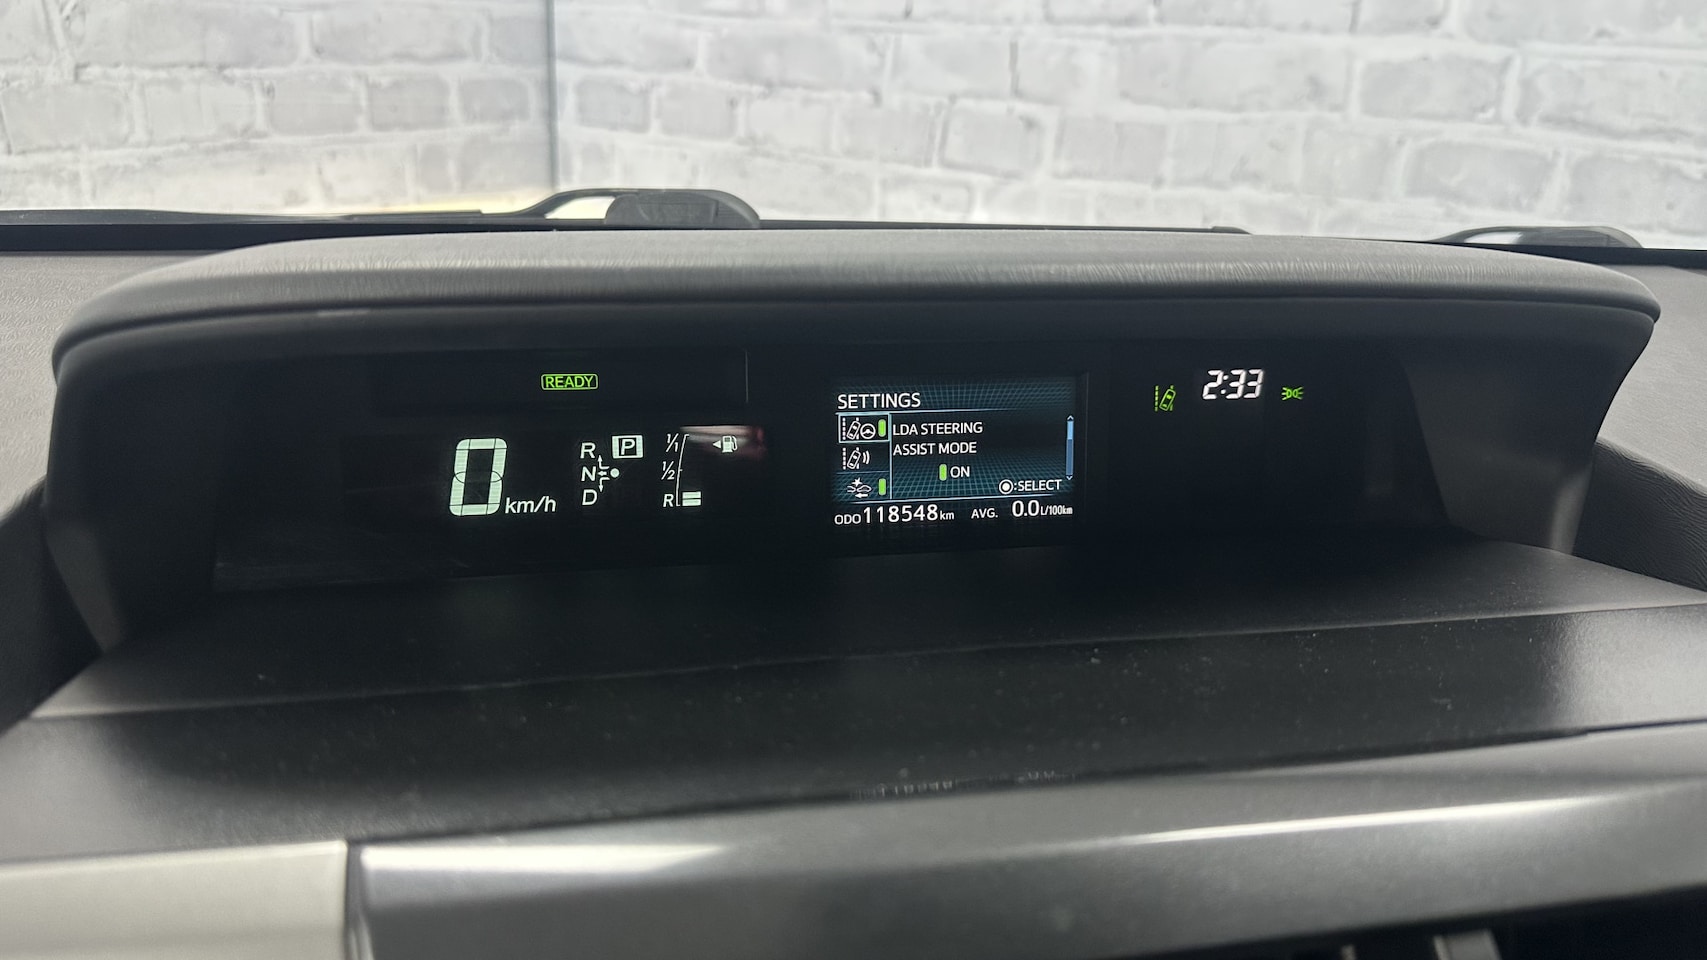 READY
0 km/h
R
P
N
D
1/1
1/2
R
SETTINGS
LDA STEERING
ASSIST MODE
ON
:SELECT
ODO 118548 km AVG. 0.0 L/100km
2:33